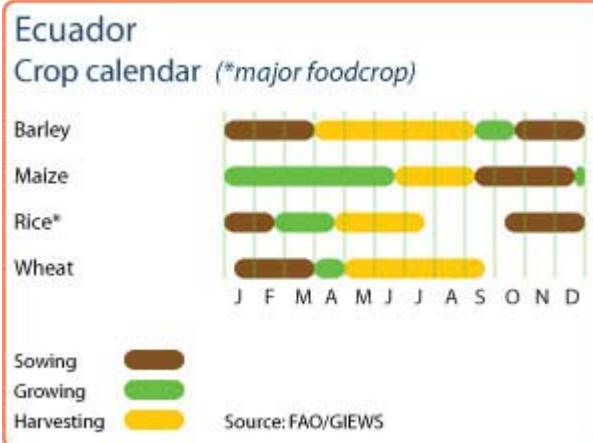 Ecuador
Crop calendar (*major foodcrop)
Barley
Maize
Rice*
Wheat
J F M A M J J A S O N D
Sowing
Growing
Harvesting
Source: FAO/GIEWS